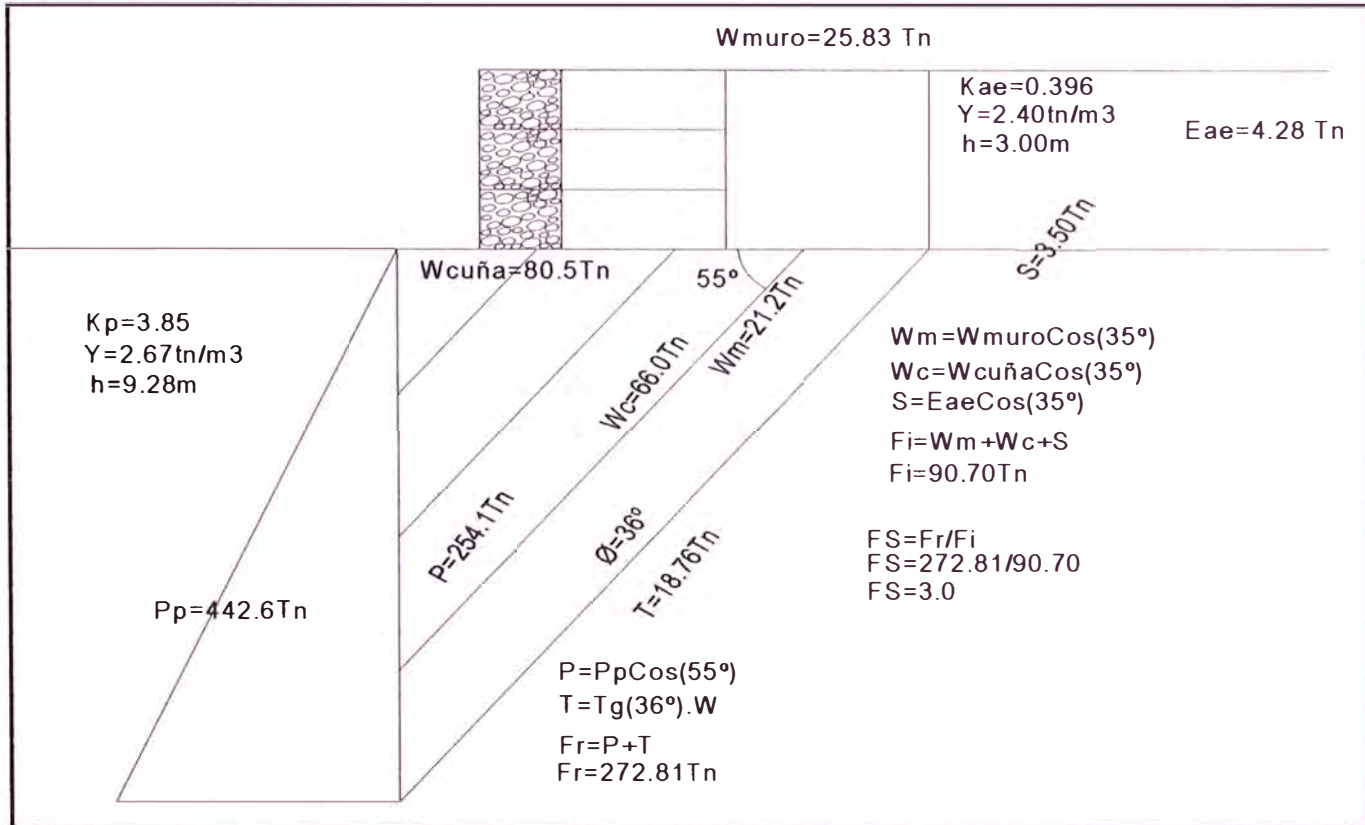 Wmuro=25.83 Tn
Kae=0.396
Y=2.40tn/m3
h=3.00m
Eae=4.28 Tn
S=3.50Tn
Wcuña=80.5Tn
55º
Kp=3.85
Y=2.67tn/m3
h=9.28m
Wm=21.2Tn
Wc=66.0Tn
Wm=WmuroCos(35º)
Wc=WcuñaCos(35º)
S=EaeCos(35º)
Fi=Wm+Wc+S
Fi=90.70Tn
P=254.1Tn
Ø=36º
T=18.76Tn
FS=Fr/Fi
FS=272.81/90.70
FS=3.0
Pp=442.6Tn
P=PpCos(55º)
T=Tg(36º).W
Fr=P+T
Fr=272.81Tn